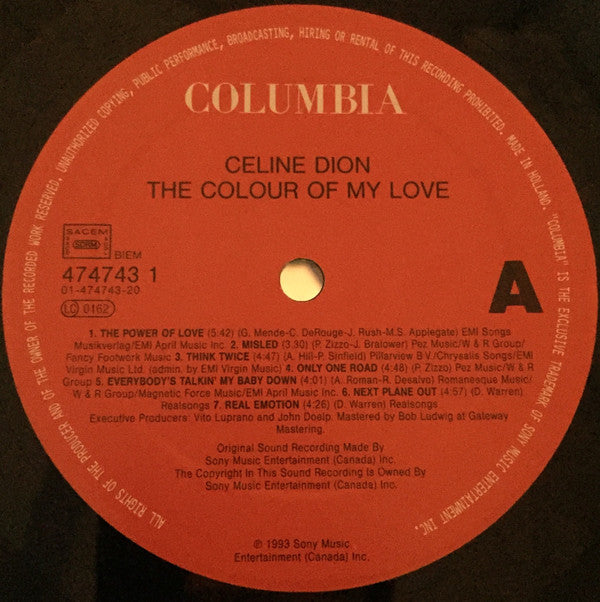 ALL RIGHTS OF THE PRODUCER AND OF THE OWNER OF THE RECORDED WORK RESERVED. UNAUTHORIZED COPYING, PUBLIC PERFORMANCE, BROADCASTING, HIRING OR RENTAL OF THIS RECORDING PROHIBITED. MADE IN HOLLAND. "COLUMBIA" IS THE EXCLUSIVE TRADEMARK OF SONY MUSIC ENTERTAINMENT INC.
COLUMBIA
CELINE DION
THE COLOUR OF MY LOVE
SACEM
SDRM
BIEM
474743 1
01-474743-20
LC 0162
A
1. THE POWER OF LOVE (5:42) (G. Mende-C. DeRouge-J. Rush-M.S. Applegate) EMI Songs
Musikverlag/EMI April Music Inc. 2. MISLED (3.30) (P. Zizzo-J. Bralower) Pez Music/W & R Group/
Fancy Footwork Music 3. THINK TWICE (4:47) (A. Hill-P. Sinfield) Pillarview B V./Chrysalis Songs/EMI
Virgin Music Ltd. (admin. by EMI Virgin Music) 4. ONLY ONE ROAD (4:48) (P. Zizzo) Pez Music/W &
R Group 5. EVERYBODY'S TALKIN' MY BABY DOWN (4:01) (A. Roman-R. Desalvo) Romanesque Music/
W & R Group/Magnetic Force Music/EMI April Music Inc. 6. NEXT PLANE OUT (4:57) (D. Warren)
Realsongs 7. REAL EMOTION (4:26) (D. Warren) Realsongs
Executive Producers: Vito Luprano and John Doelp. Mastered by Bob Ludwig at Gateway
Mastering.
Original Sound Recording Made By
Sony Music Entertainment (Canada) Inc.
The Copyright In This Sound Recording Is Owned By
Sony Music Entertainment (Canada) Inc.
℗ 1993 Sony Music
Entertainment (Canada) Inc.